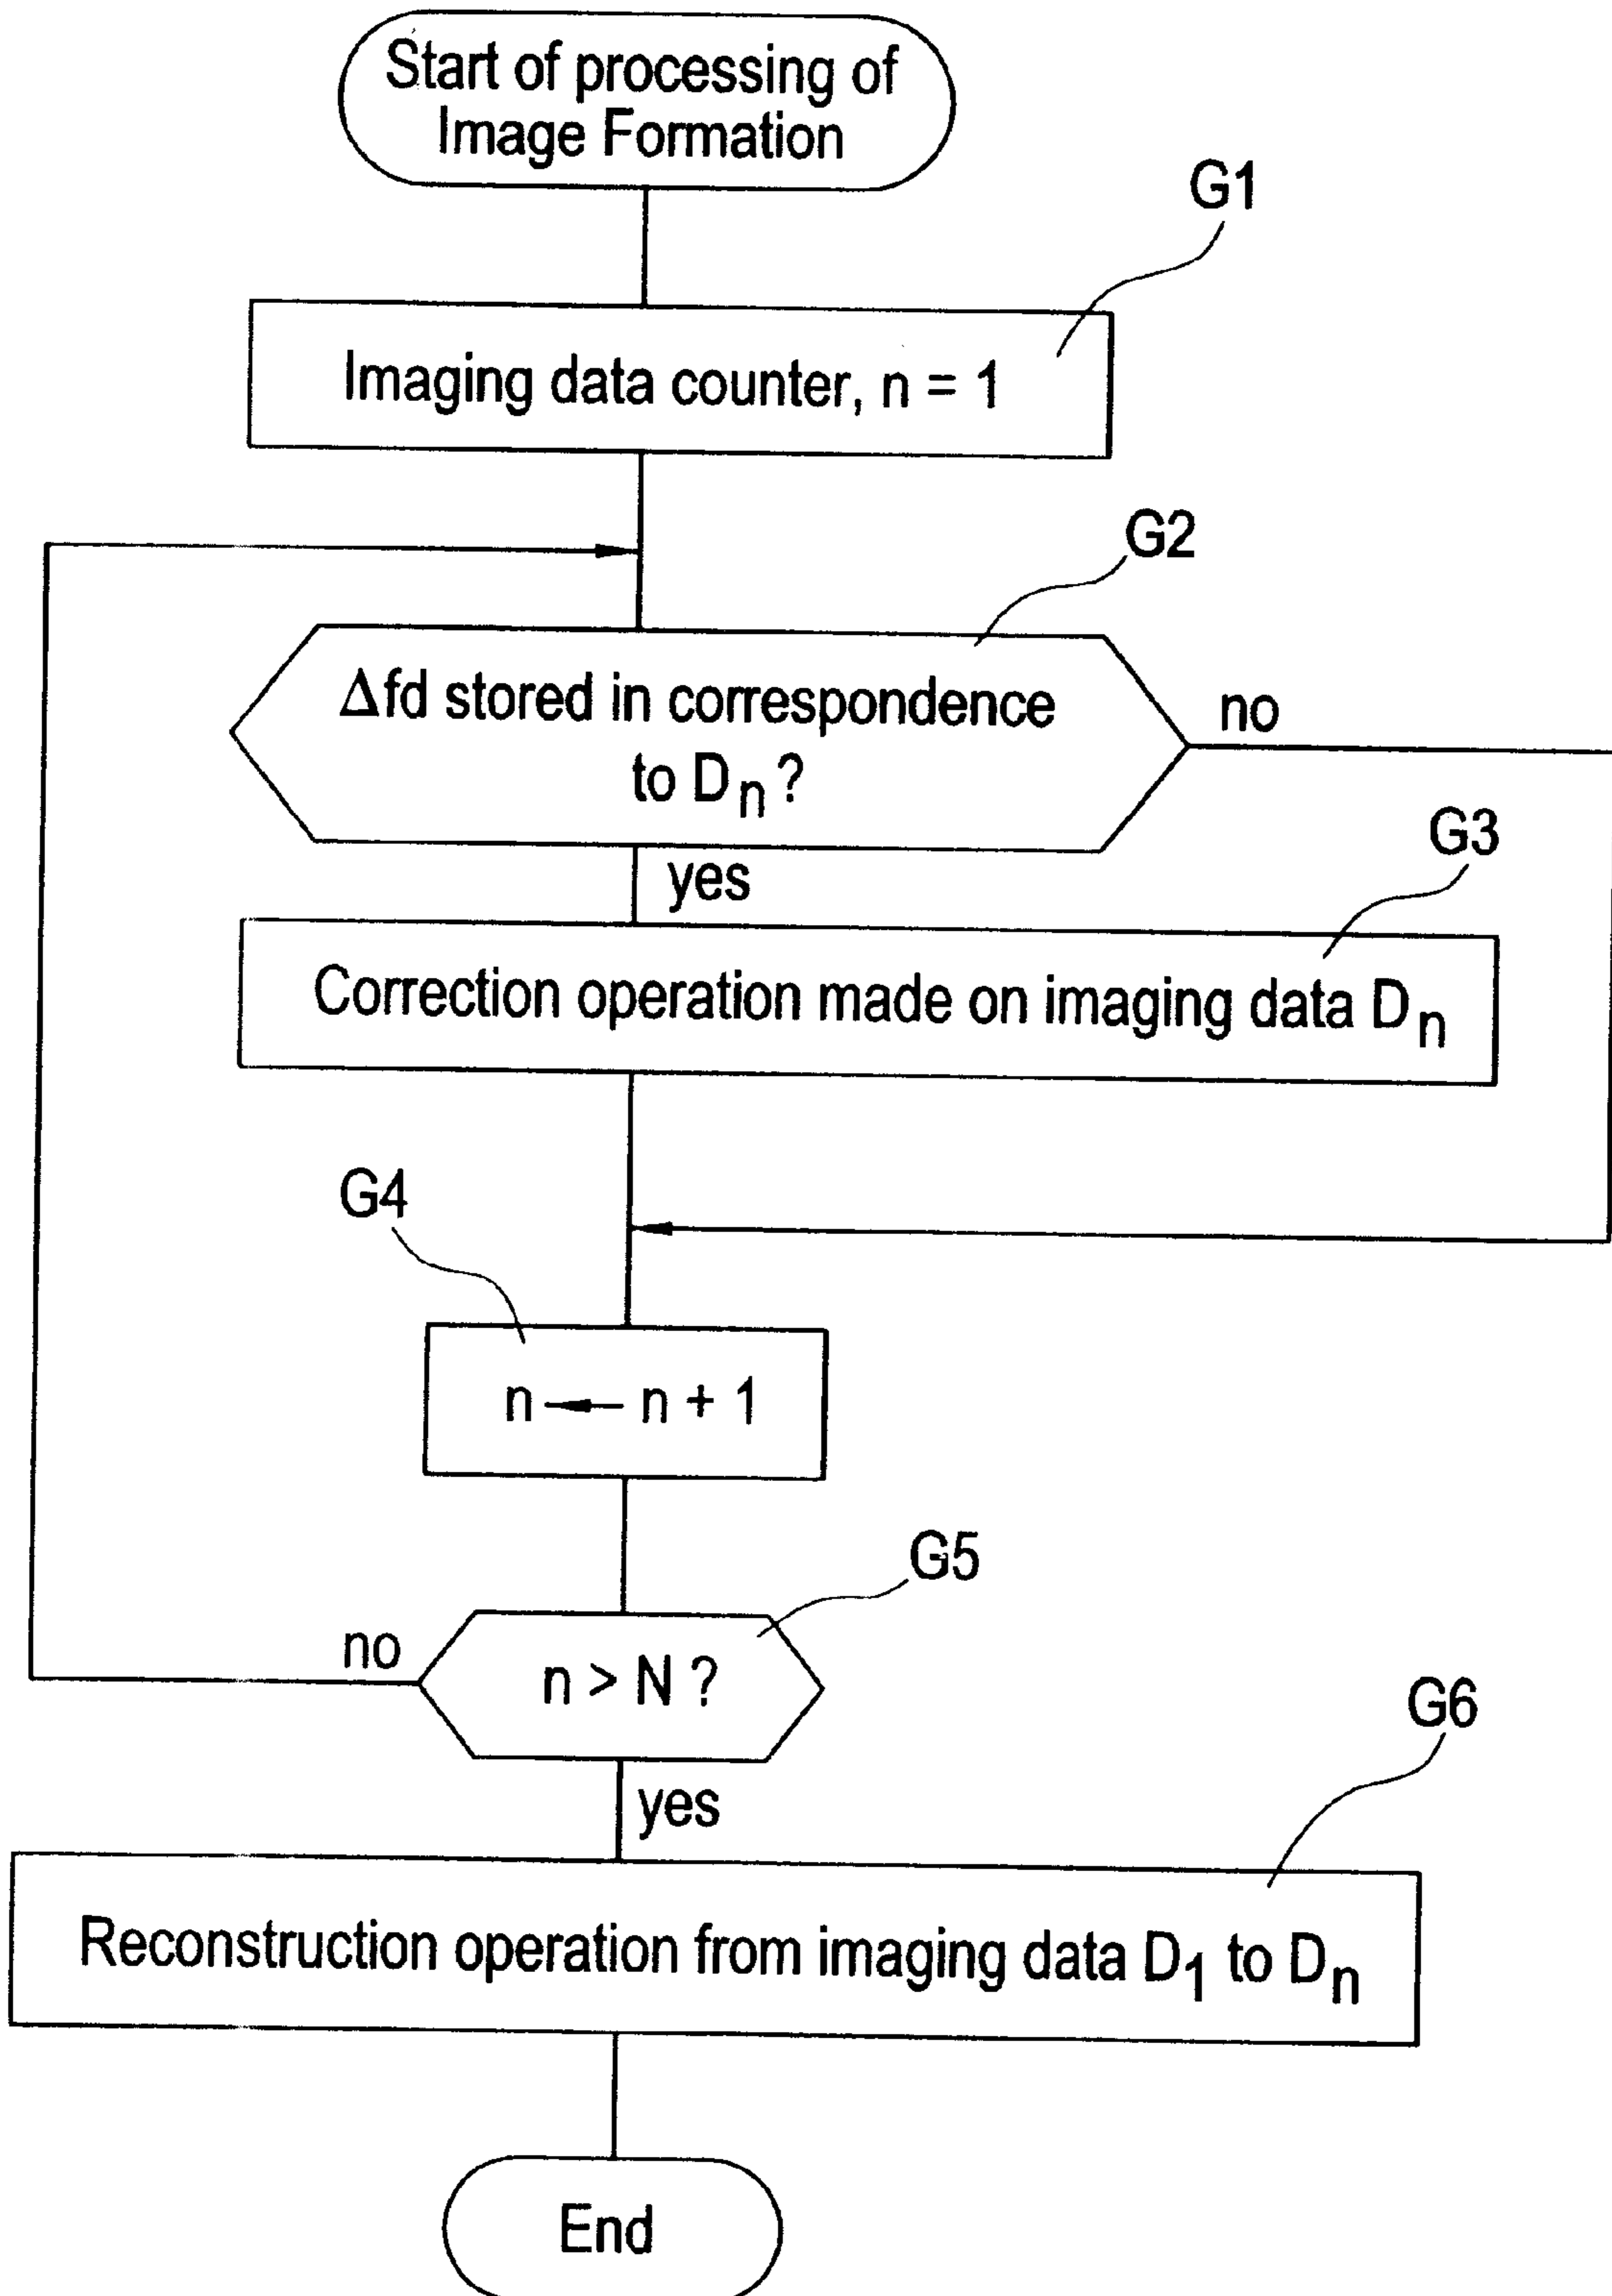 Start of processing of
Image Formation
G1
Imaging data counter, n = 1
G2
Δfd stored in correspondence
to Dn ?
no
yes
G3
Correction operation made on imaging data Dn
G4
n ← n + 1
G5
no
n > N ?
yes
G6
Reconstruction operation from imaging data D1 to Dn
End